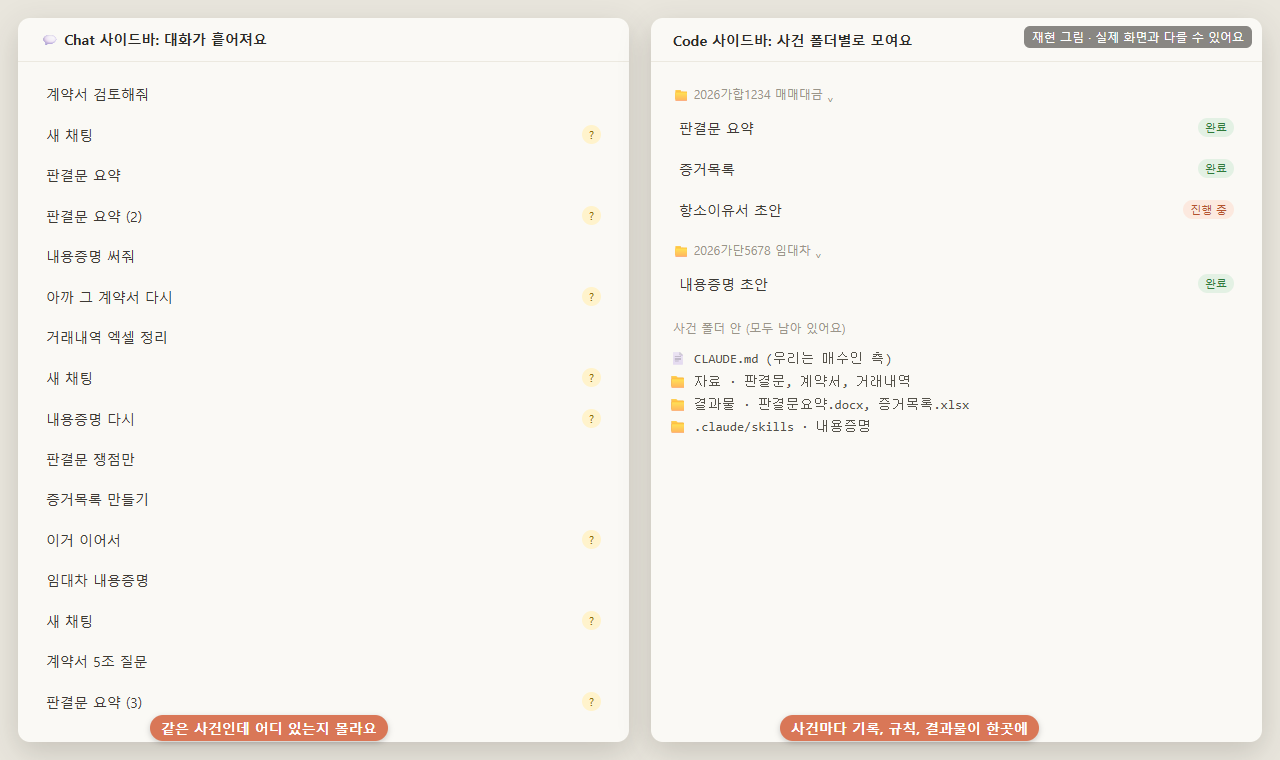 Chat 사이드바: 대화가 흩어져요
계약서 검토해줘
새 채팅 ?
판결문 요약
판결문 요약 (2) ?
내용증명 써줘
아까 그 계약서 다시 ?
거래내역 엑셀 정리
새 채팅 ?
내용증명 다시 ?
판결문 쟁점만
증거목록 만들기
이거 이어서 ?
임대차 내용증명
새 채팅 ?
계약서 5조 질문
판결문 요약 (3) ?
같은 사건인데 어디 있는지 몰라요
Code 사이드바: 사건 폴더별로 모여요
재현 그림 · 실제 화면과 다를 수 있어요
2026가합1234 매매대금
판결문 요약 완료
증거목록 완료
항소이유서 초안 진행 중
2026가단5678 임대차
내용증명 초안 완료
사건 폴더 안 (모두 남아 있어요)
CLAUDE.md (우리는 매수인 측)
자료 · 판결문, 계약서, 거래내역
결과물 · 판결문요약.docx, 증거목록.xlsx
.claude/skills · 내용증명
사건마다 기록, 규칙, 결과물이 한곳에